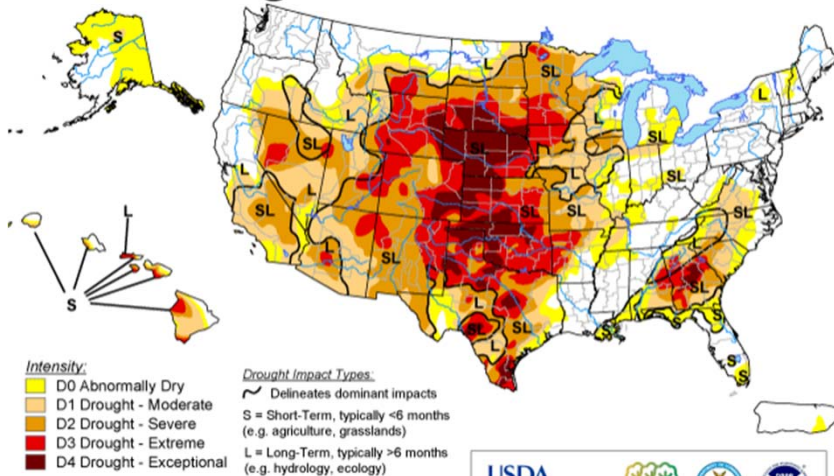 S
L
SL
L
SL
L
L
SL
SL
SL
L
SL
L
SL
SL
SL
SL
L
SL
L
SL
L
SL
L
SL
SL
L
S
S
S
S
S
L
S
Intensity:
D0 Abnormally Dry
D1 Drought - Moderate
D2 Drought - Severe
D3 Drought - Extreme
D4 Drought - Exceptional
Drought Impact Types:
Delineates dominant impacts
S = Short-Term, typically <6 months
(e.g. agriculture, grasslands)
L = Long-Term, typically >6 months
(e.g. hydrology, ecology)
USDA